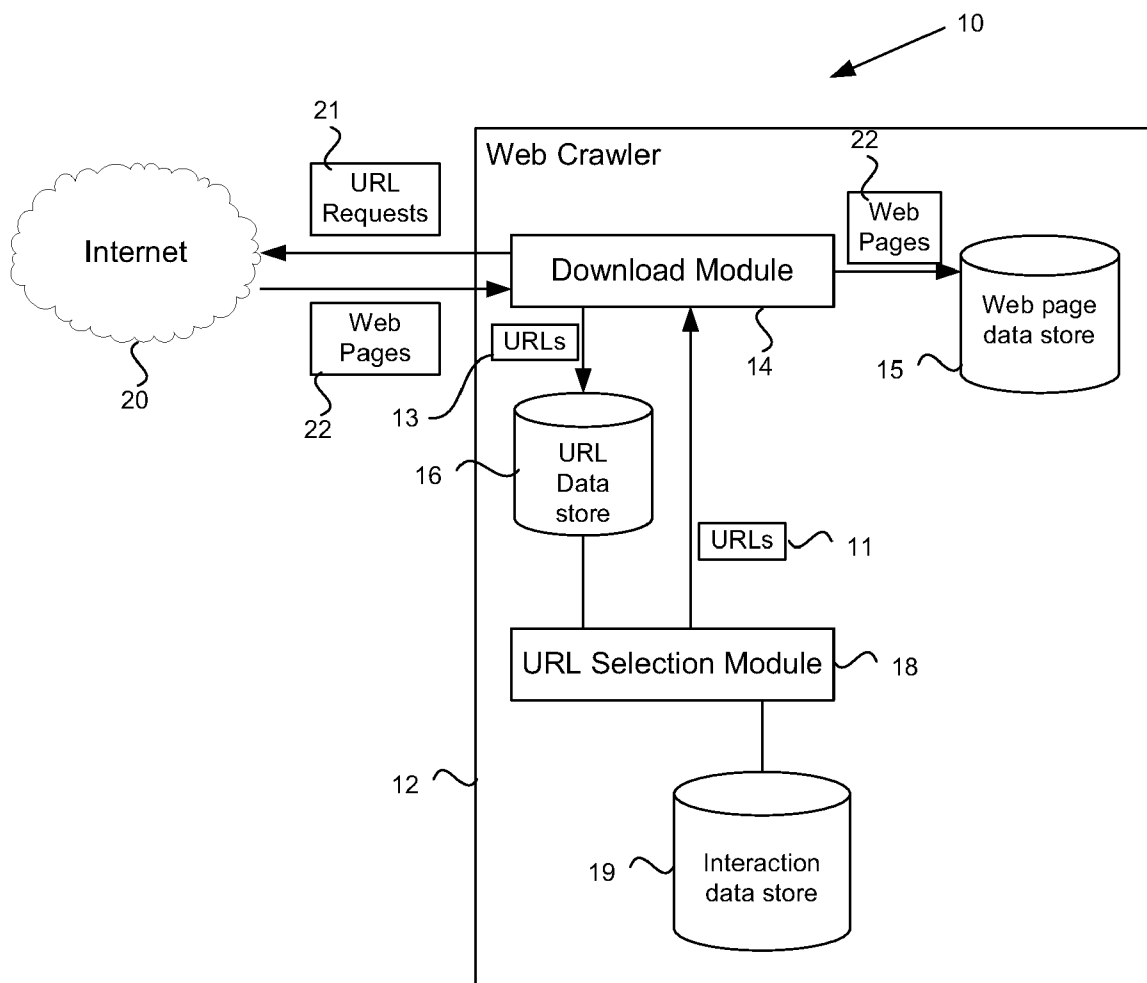 10
21
URL
Requests
Web Crawler
22
Web
Pages
Internet
Download Module
Web page
data store
Web
Pages
URLs
14
15
20
22
13
URL
Data
store
16
URLs
11
URL Selection Module
18
12
Interaction
data store
19